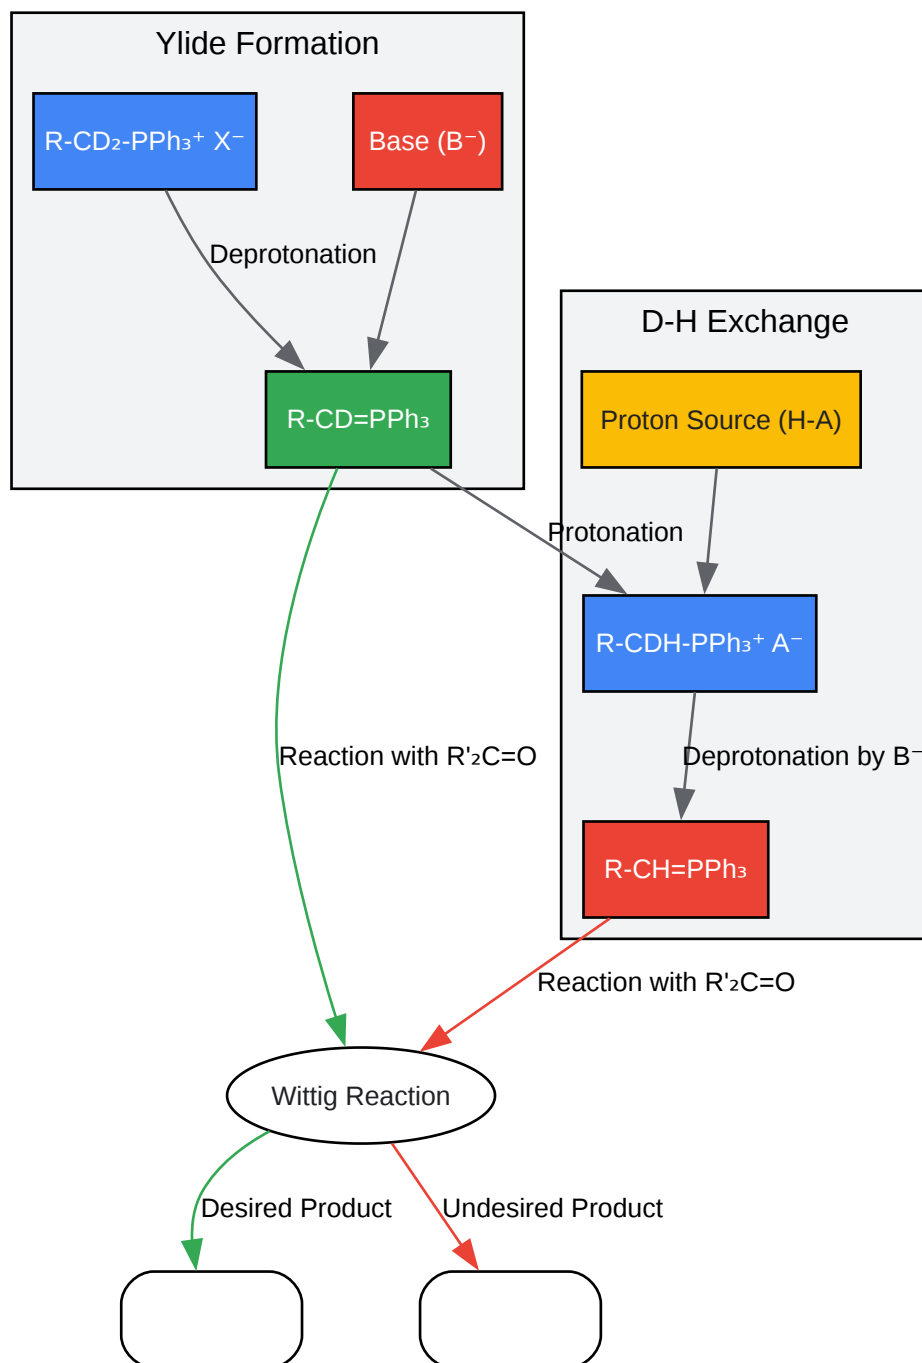 Ylide Formation
R-CD₂-PPh₃⁺ X⁻
Base (B⁻)
Deprotonation
D-H Exchange
R-CD=PPh₃
Proton Source (H-A)
Protonation
R-CDH-PPh₃⁺ A⁻
Reaction with R'₂C=O
Deprotonation by B⁻
R-CH=PPh₃
Reaction with R'₂C=O
Wittig Reaction
Desired Product
Undesired Product